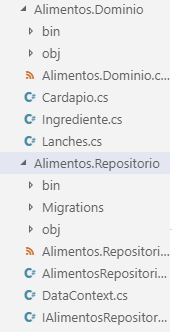 Alimentos.Dominio
bin
obj
Alimentos.Dominio.c...
Cardapio.cs
Ingrediente.cs
Lanches.cs
Alimentos.Repositorio
bin
Migrations
obj
Alimentos.Repositori...
AlimentosRepositori...
DataContext.cs
IAlimentosRepositor...